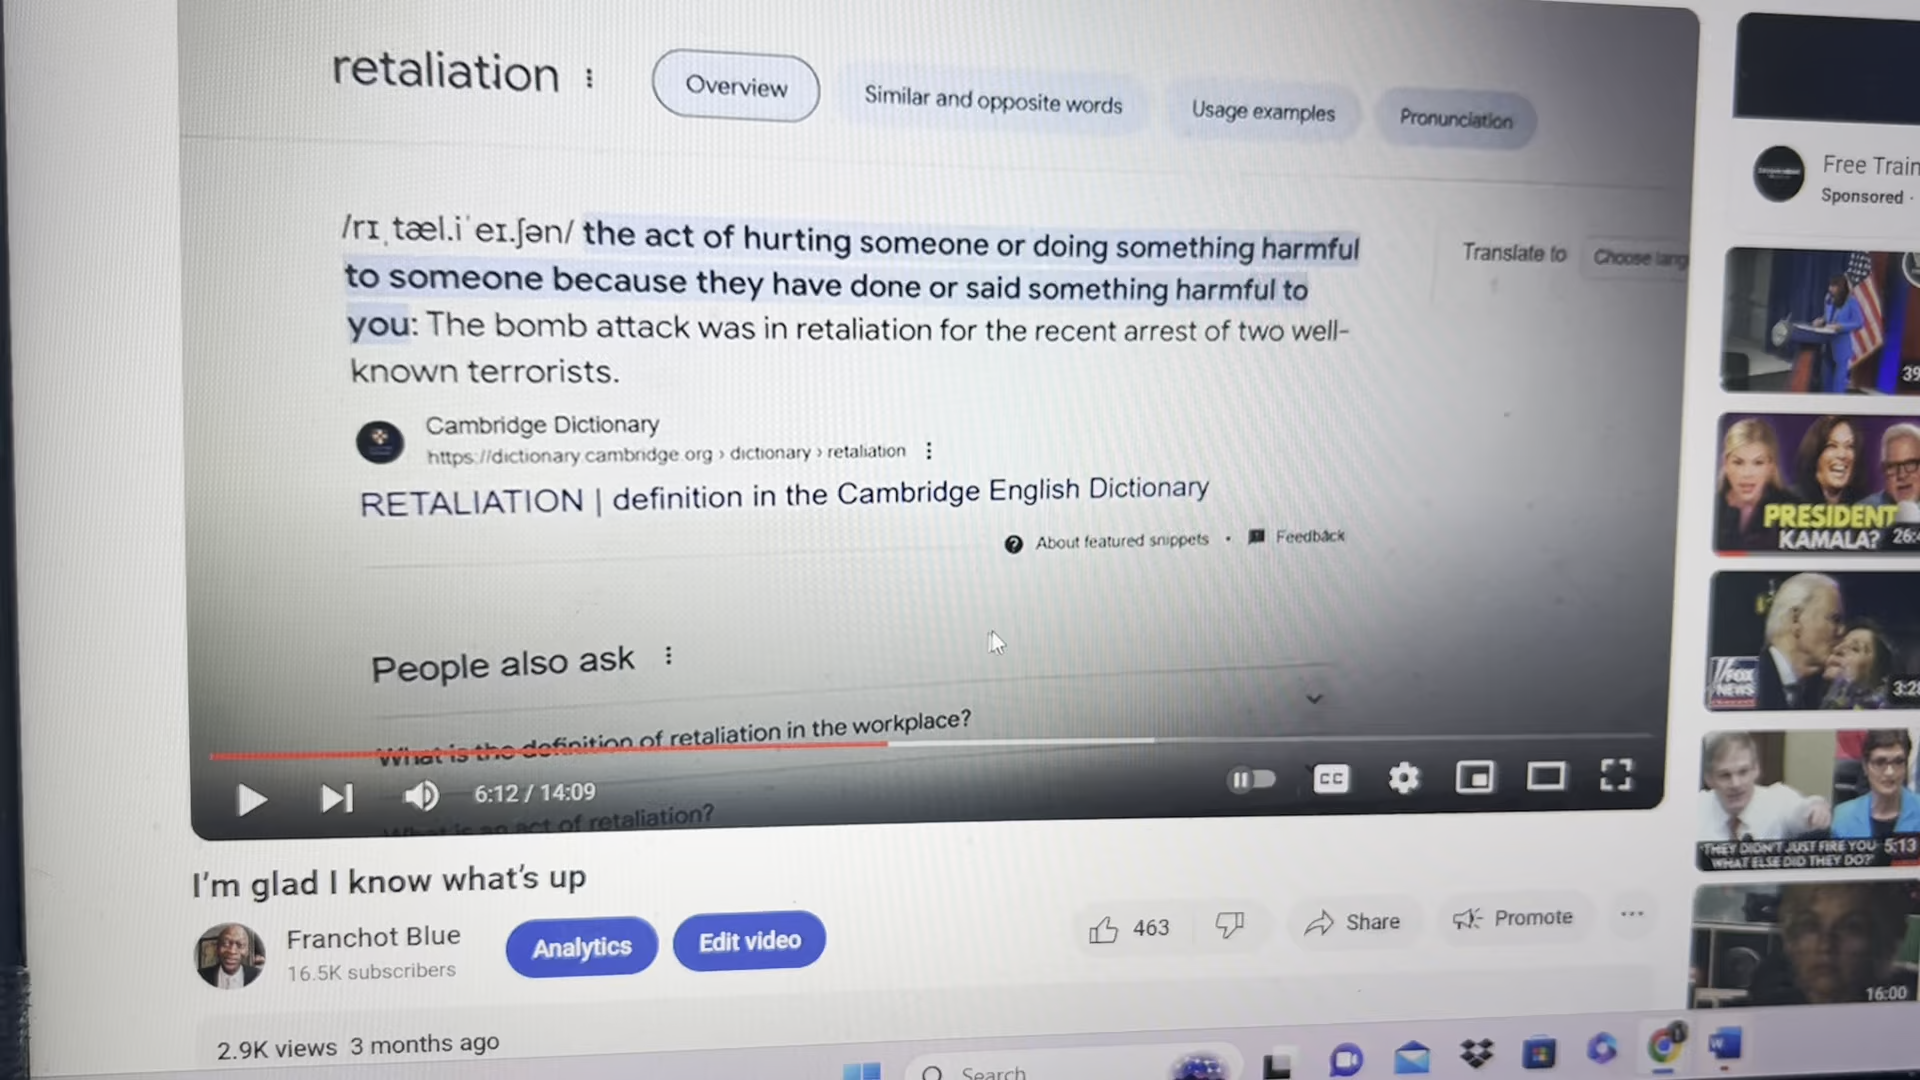 retaliation
Overview
Similar and opposite words
Usage examples
Pronunciation
/rɪˌtæl.iˈeɪ.ʃən/ the act of hurting someone or doing something harmful
to someone because they have done or said something harmful to
you: The bomb attack was in retaliation for the recent arrest of two well-
known terrorists.
Translate to
Choose lang
Cambridge Dictionary
https://dictionary.cambridge.org › dictionary › retaliation
RETALIATION | definition in the Cambridge English Dictionary
About featured snippets • Feedback
People also ask
What is the definition of retaliation in the workplace?
What is an act of retaliation?
6:12 / 14:09
CC
I'm glad I know what's up
Franchot Blue
16.5K subscribers
Analytics
Edit video
463
Share
Promote
2.9K views 3 months ago
Free Train
Sponsored ·
39
PRESIDENT
KAMALA?
26:4
FOX
NEWS
3:28
"THEY DIDN'T JUST FIRE YOU
WHAT ELSE DID THEY DO?"
5:13
16:00
Search
W